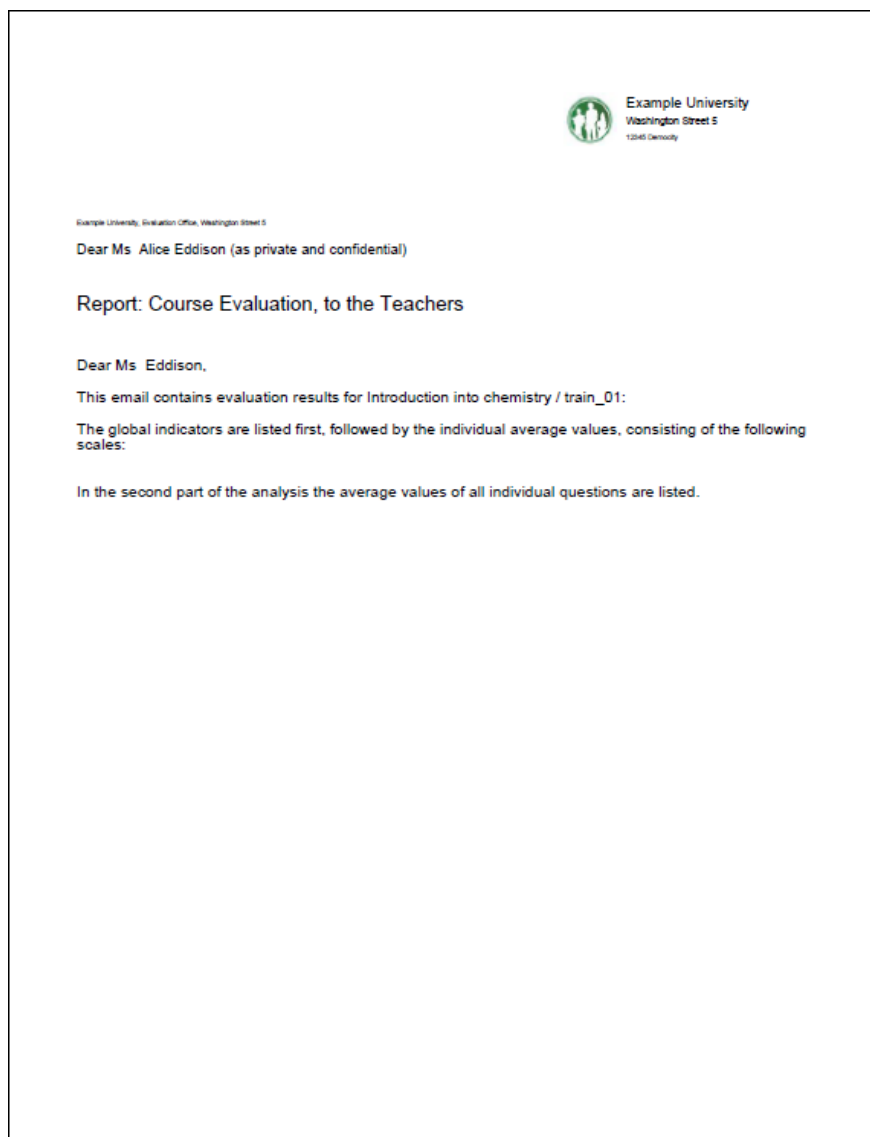 Example University
Washington Street 5
12345 Democity
Example University, Evaluation Office, Washington Street 5
Dear Ms  Alice Eddison (as private and confidential)
Report: Course Evaluation, to the Teachers
Dear Ms  Eddison,
This email contains evaluation results for Introduction into chemistry / train_01:
The global indicators are listed first, followed by the individual average values, consisting of the following
scales:
In the second part of the analysis the average values of all individual questions are listed.